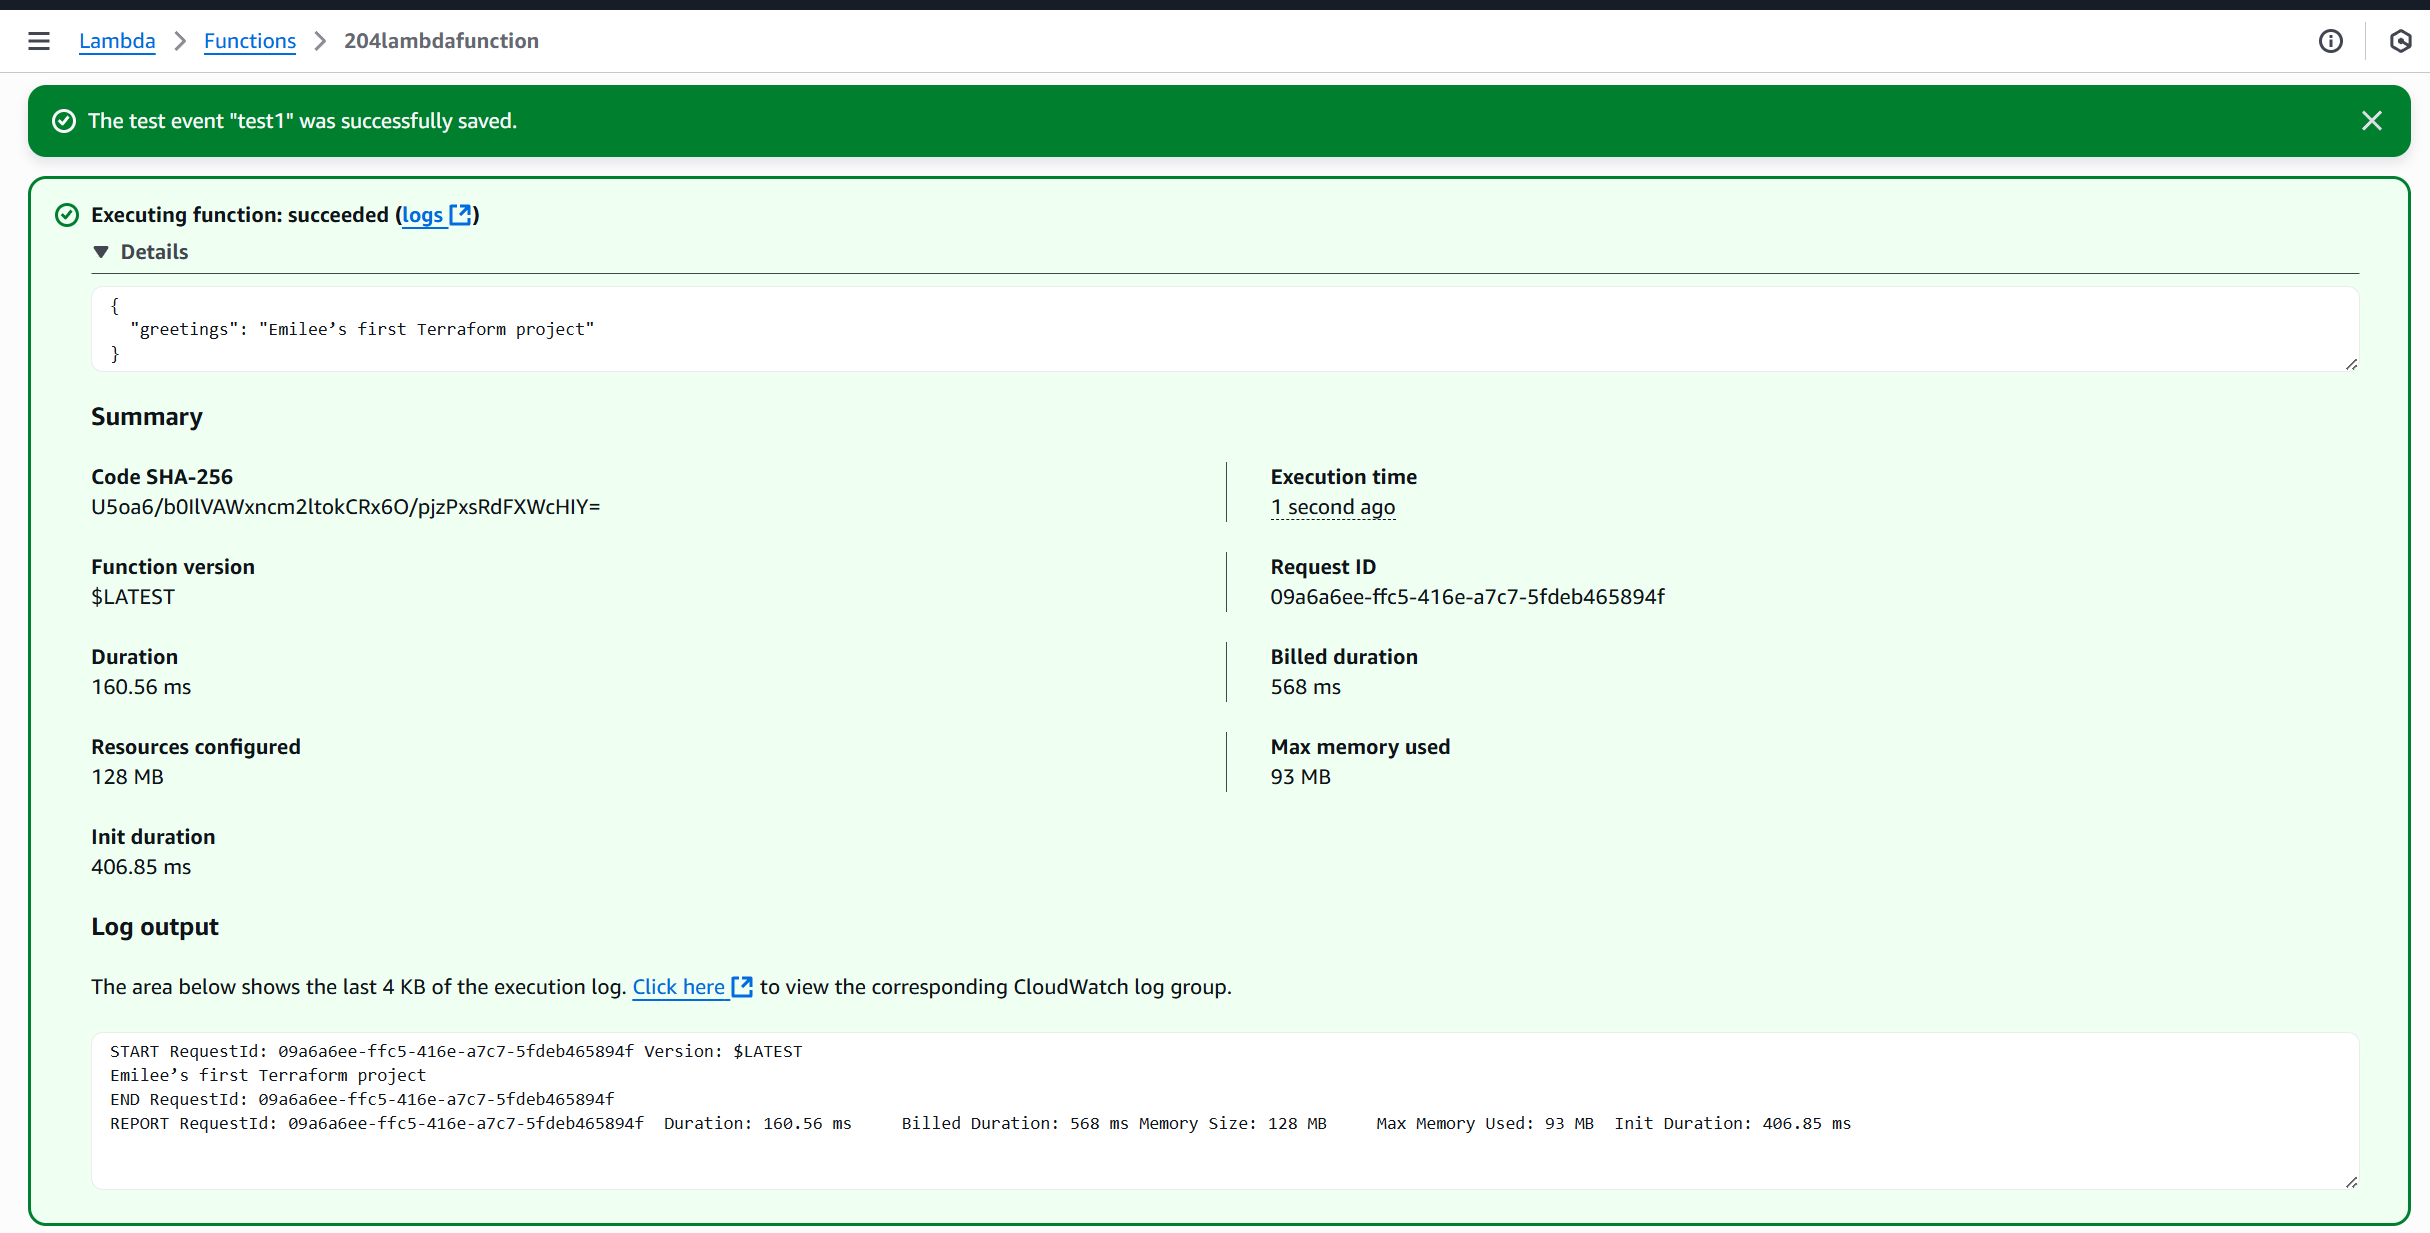 Lambda > Functions > 204lambdafunction
The test event "test1" was successfully saved.
Executing function: succeeded (logs)
Details
{
  "greetings": "Emilee’s first Terraform project"
}
Summary
Code SHA-256
U5oa6/b0IlVAWxncm2ltokCRx6O/pjzPxsRdFXWcHIY=
Execution time
1 second ago
Function version
$LATEST
Request ID
09a6a6ee-ffc5-416e-a7c7-5fdeb465894f
Duration
160.56 ms
Billed duration
568 ms
Resources configured
128 MB
Max memory used
93 MB
Init duration
406.85 ms
Log output
The area below shows the last 4 KB of the execution log. Click here to view the corresponding CloudWatch log group.
START RequestId: 09a6a6ee-ffc5-416e-a7c7-5fdeb465894f Version: $LATEST
Emilee’s first Terraform project
END RequestId: 09a6a6ee-ffc5-416e-a7c7-5fdeb465894f
REPORT RequestId: 09a6a6ee-ffc5-416e-a7c7-5fdeb465894f  Duration: 160.56 ms     Billed Duration: 568 ms Memory Size: 128 MB     Max Memory Used: 93 MB  Init Duration: 406.85 ms